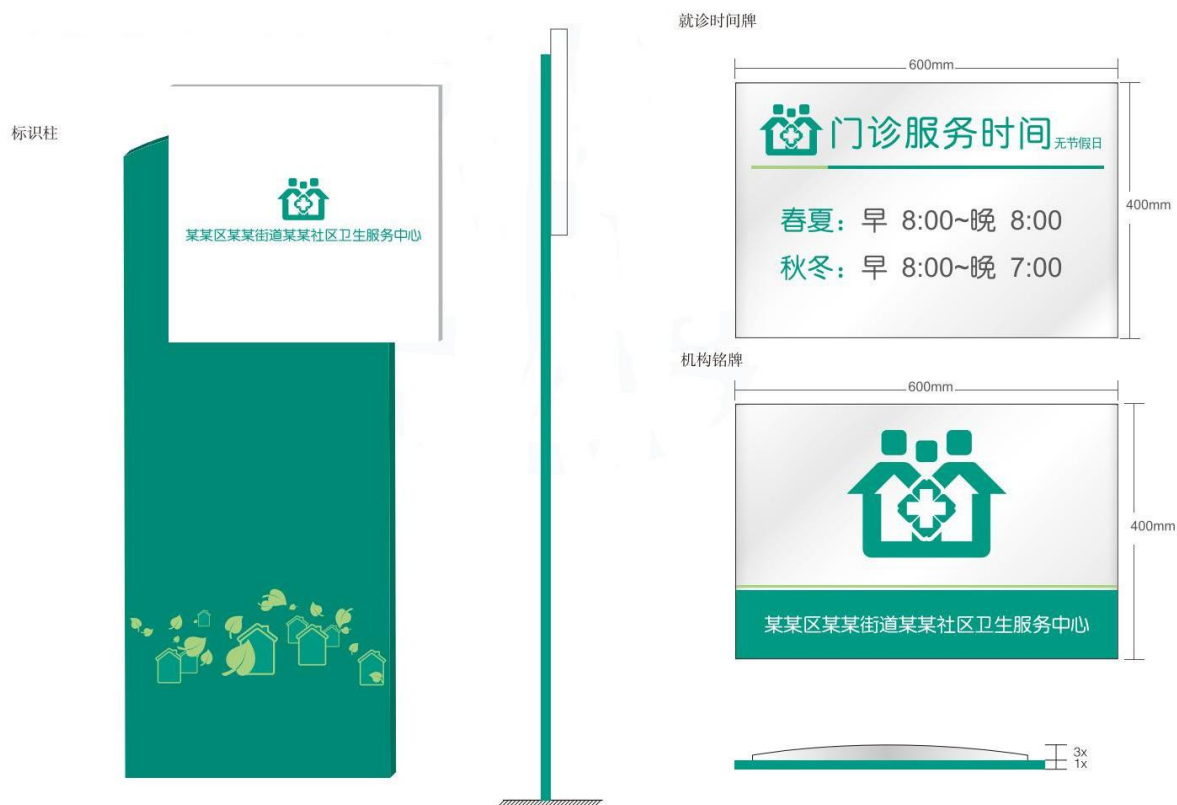 标识柱
某某区某某街道某某社区卫生服务中心
就诊时间牌
600mm
门诊服务时间 无节假日
春夏：早 8:00~晚 8:00
秋冬：早 8:00~晚 7:00
400mm
机构铭牌
600mm
某某区某某街道某某社区卫生服务中心
400mm
3x
1x